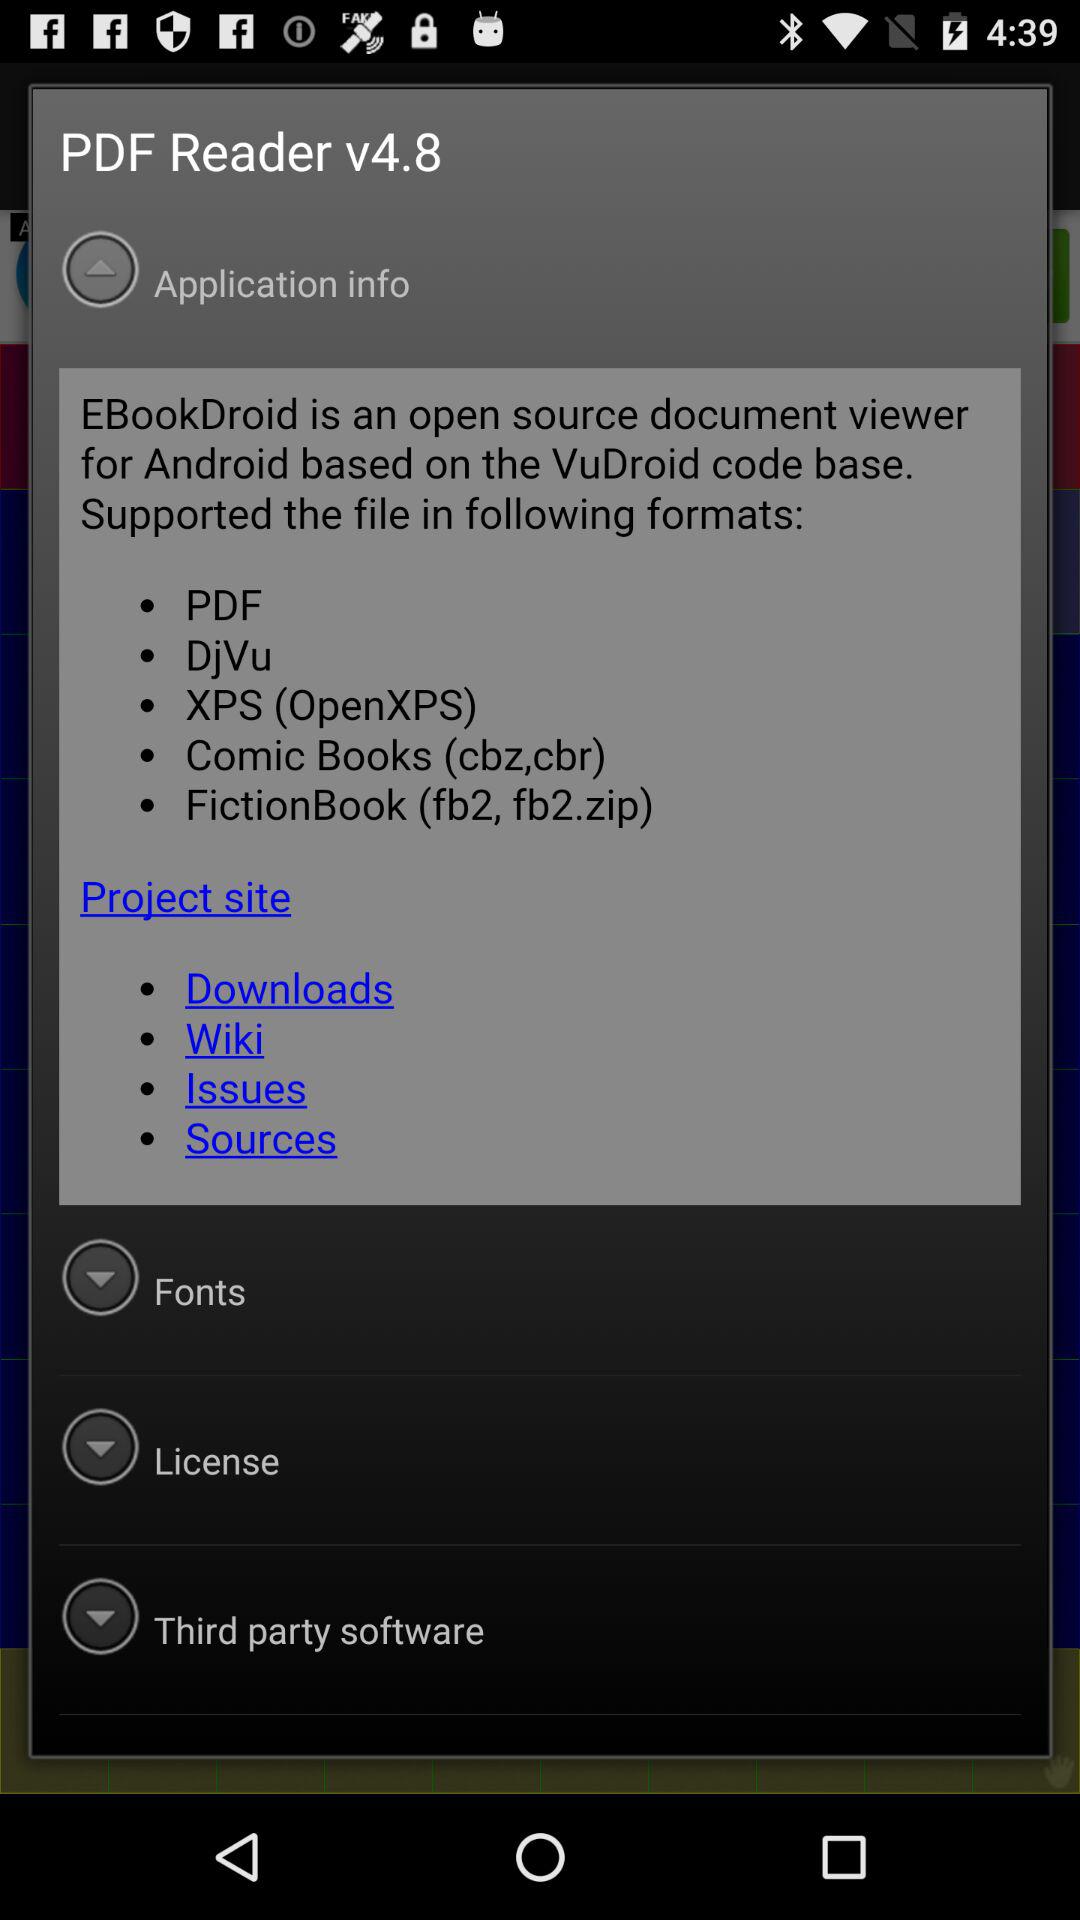 FAKE
4:39
PDF Reader v4.8
A
Application info
EBookDroid is an open source document viewer
for Android based on the VuDroid code base.
Supported the file in following formats:
• PDF
• DjVu
• XPS (OpenXPS)
• Comic Books (cbz,cbr)
• FictionBook (fb2, fb2.zip)
Project site
• Downloads
• Wiki
• Issues
• Sources
Fonts
License
Third party software